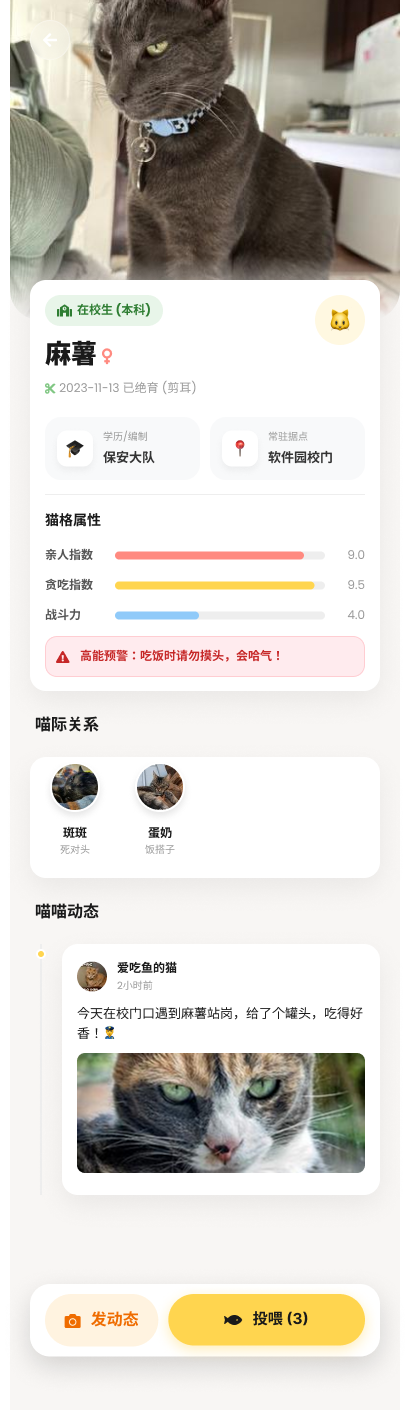 在校生 (本科)
麻薯
2023-11-13 已绝育 (剪耳)
学历/编制
保安大队
常驻据点
软件园校门
猫格属性
亲人指数 9.0
贪吃指数 9.5
战斗力 4.0
高能预警：吃饭时请勿摸头，会哈气！
喵际关系
斑斑
死对头
蛋奶
饭搭子
喵喵动态
爱吃鱼的猫
2小时前
今天在校门口遇到麻薯站岗，给了个罐头，吃得好
香！👮
发动态
投喂 (3)